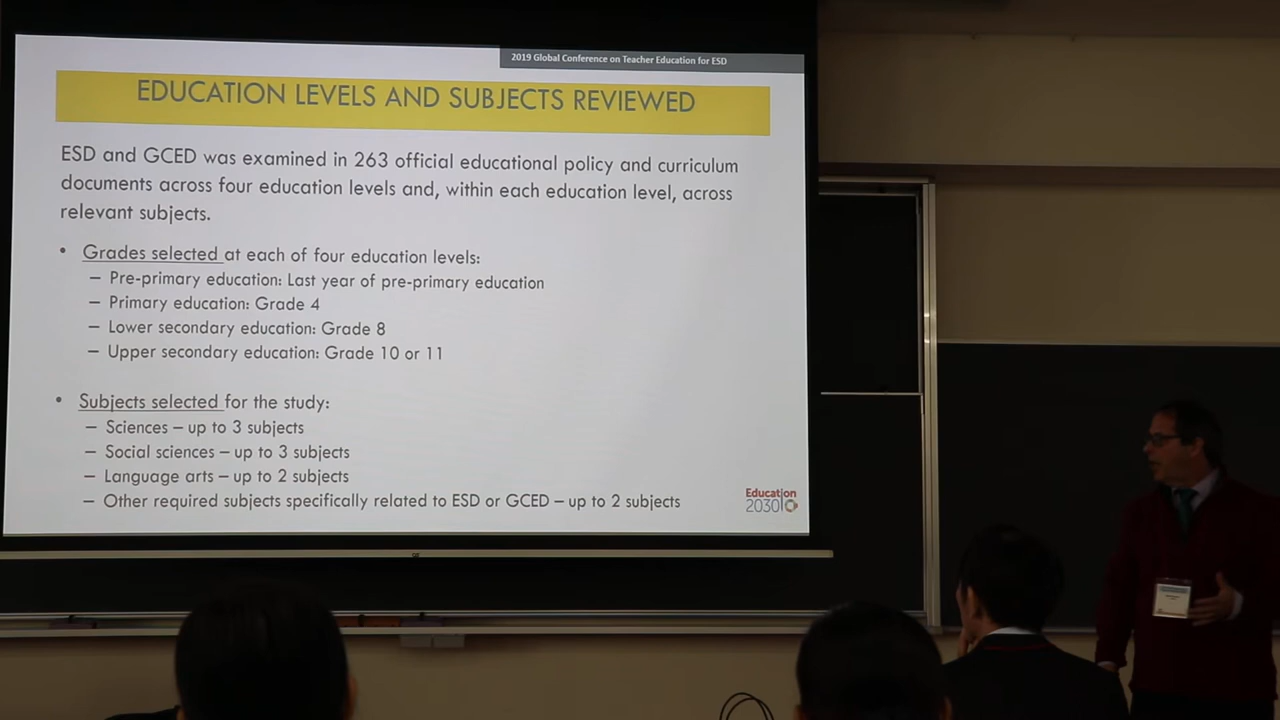 2019 Global Conference on Teacher Education for ESD
EDUCATION LEVELS AND SUBJECTS REVIEWED
ESD and GCED was examined in 263 official educational policy and curriculum
documents across four education levels and, within each education level, across
relevant subjects.
• Grades selected at each of four education levels:
– Pre-primary education: Last year of pre-primary education
– Primary education: Grade 4
– Lower secondary education: Grade 8
– Upper secondary education: Grade 10 or 11
• Subjects selected for the study:
– Sciences – up to 3 subjects
– Social sciences – up to 3 subjects
– Language arts – up to 2 subjects
– Other required subjects specifically related to ESD or GCED – up to 2 subjects
Education
2030